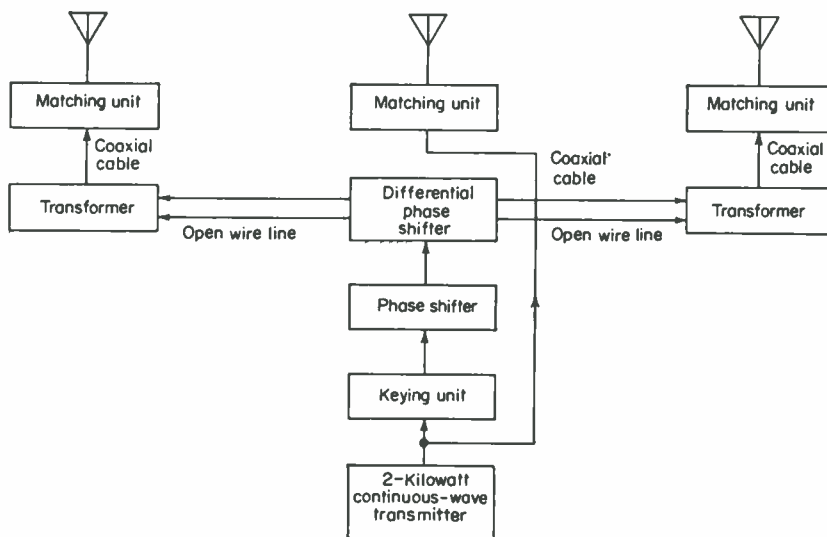 Matching unit
Matching unit
Matching unit
Coaxial
cable
Coaxial
cable
Coaxial
cable
Transformer
Differential
phase
shifter
Transformer
Open wire line
Open wire line
Phase shifter
Keying unit
2-Kilowatt
continuous-wave
transmitter